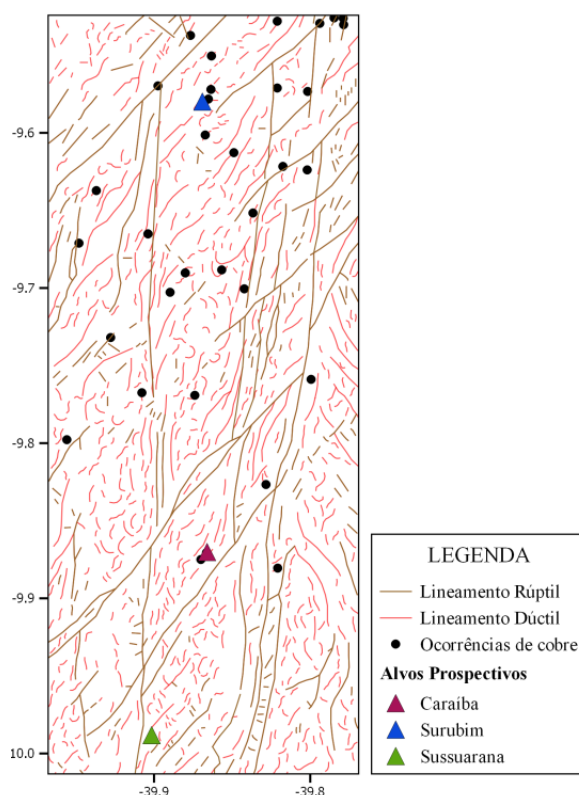 -9.6
-9.7
-9.8
-9.9
10.0
-39.9
-39.8
LEGENDA
Lineamento Rúptil
Lineamento Dúctil
Ocorrências de cobre
Alvos Prospectivos
Caraíba
Surubim
Sussuarana